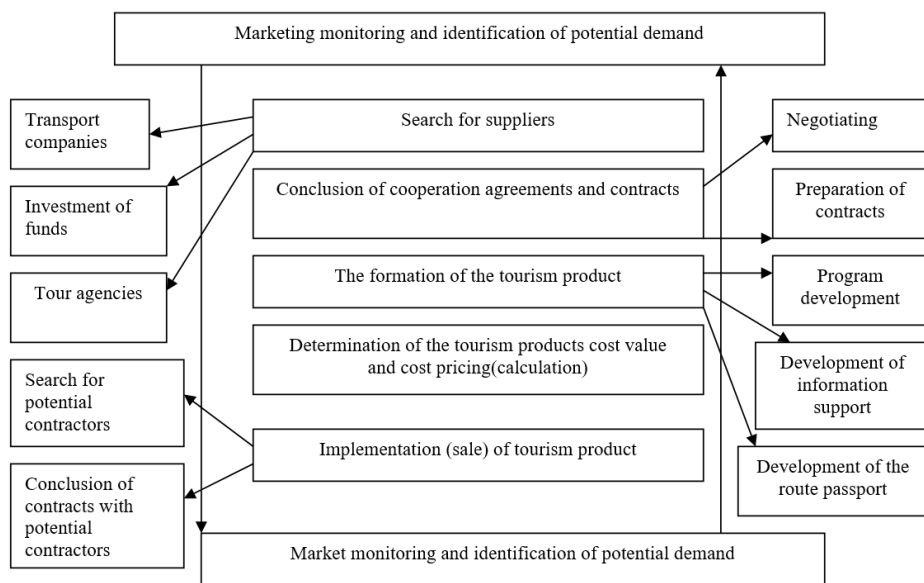 Marketing monitoring and identification of potential demand
Transport
companies
Search for suppliers
Negotiating
Investment of
funds
Conclusion of cooperation agreements and contracts
Preparation of
contracts
Tour agencies
The formation of the tourism product
Program
development
Determination of the tourism products cost value
and cost pricing(calculation)
Development of
information
support
Search for
potential
contractors
Implementation (sale) of tourism product
Development of the
route passport
Conclusion of
contracts with
potential
contractors
Market monitoring and identification of potential demand